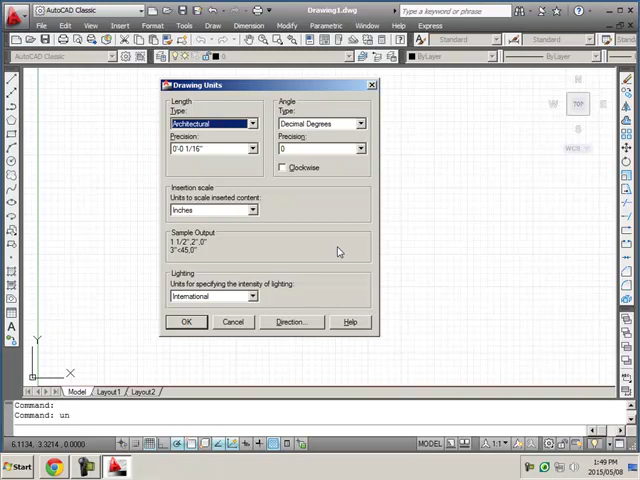 AutoCAD Classic
Drawing1.dwg
Type a keyword or phrase
File Edit View Insert Format Tools Draw Dimension Modify Parametric Window Help Express
Standard
Standard
AutoCAD Classic
0
ByLayer
ByLayer
Drawing Units
Length
Type:
Architectural
Precision:
0'-0 1/16"
Angle
Type:
Decimal Degrees
Precision:
0
Clockwise
Insertion scale
Units to scale inserted content:
Inches
Sample Output
1 1/2",2",0"
3"<45,0"
Lighting
Units for specifying the intensity of lighting:
International
OK Cancel Direction... Help
N
W TOP E
S
WCS
Y
X
Model Layout1 Layout2
Command:
Command: un
6.1134, 3.3214 , 0.0000
MODEL
1:1
Start
1:49 PM
2015/05/08